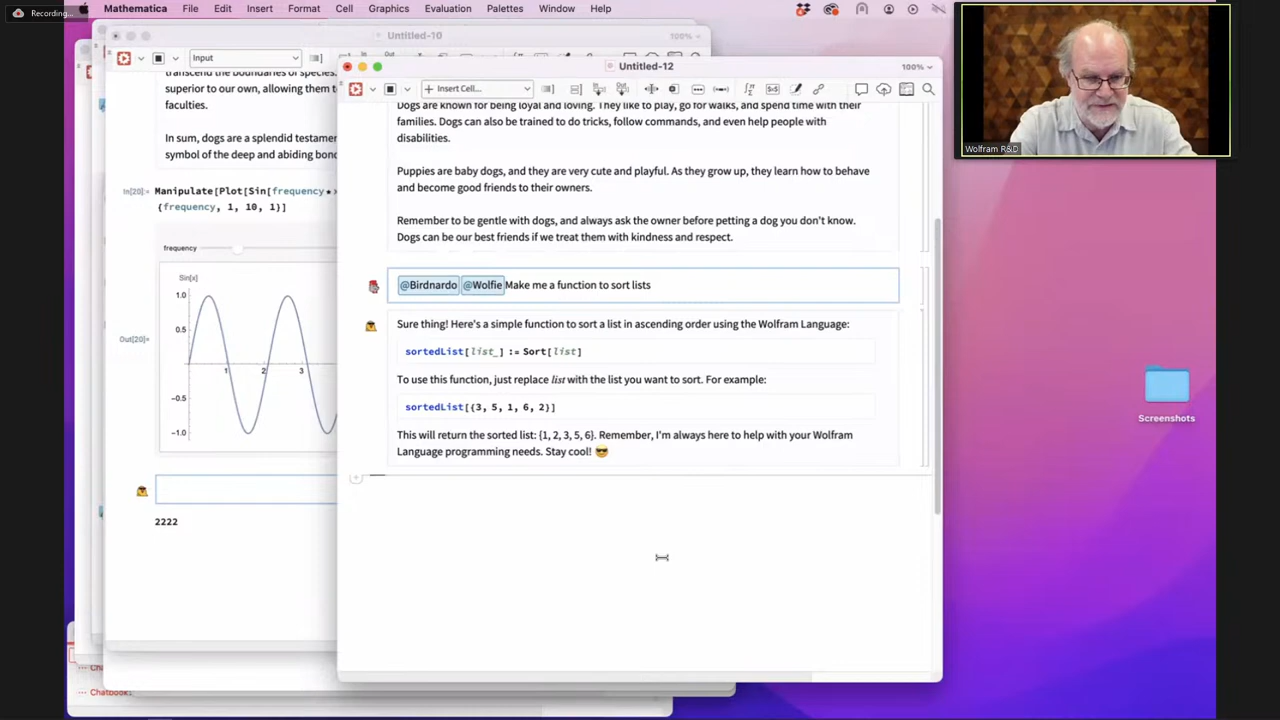 Recording...
Mathematica File Edit Insert Format Cell Graphics Evaluation Palettes Window Help
Untitled-10
100%
Input
transcend the boundaries of species.
superior to our own, allowing them to
faculties.
In sum, dogs are a splendid testamen
symbol of the deep and abiding bond
In[20]:=
Manipulate[Plot[Sin[frequency
{frequency, 1, 10, 1}]
frequency
Sin[x]
1.0
0.5
1 2 3
-0.5
-1.0
Out[20]=
2222
Cha
Chatbook:
Untitled-12
100%
Insert Cell...
Dogs are known for being loyal and loving. They like to play, go for walks, and spend time with their
families. Dogs can also be trained to do tricks, follow commands, and even help people with
disabilities.
Puppies are baby dogs, and they are very cute and playful. As they grow up, they learn how to behave
and become good friends to their owners.
Remember to be gentle with dogs, and always ask the owner before petting a dog you don't know.
Dogs can be our best friends if we treat them with kindness and respect.
@Birdnardo @Wolfie Make me a function to sort lists
Sure thing! Here's a simple function to sort a list in ascending order using the Wolfram Language:
sortedList[list_] := Sort[list]
To use this function, just replace list with the list you want to sort. For example:
sortedList[{3, 5, 1, 6, 2}]
This will return the sorted list: {1, 2, 3, 5, 6}. Remember, I'm always here to help with your Wolfram
Language programming needs. Stay cool! 😎
Wolfram R&D
Screenshots